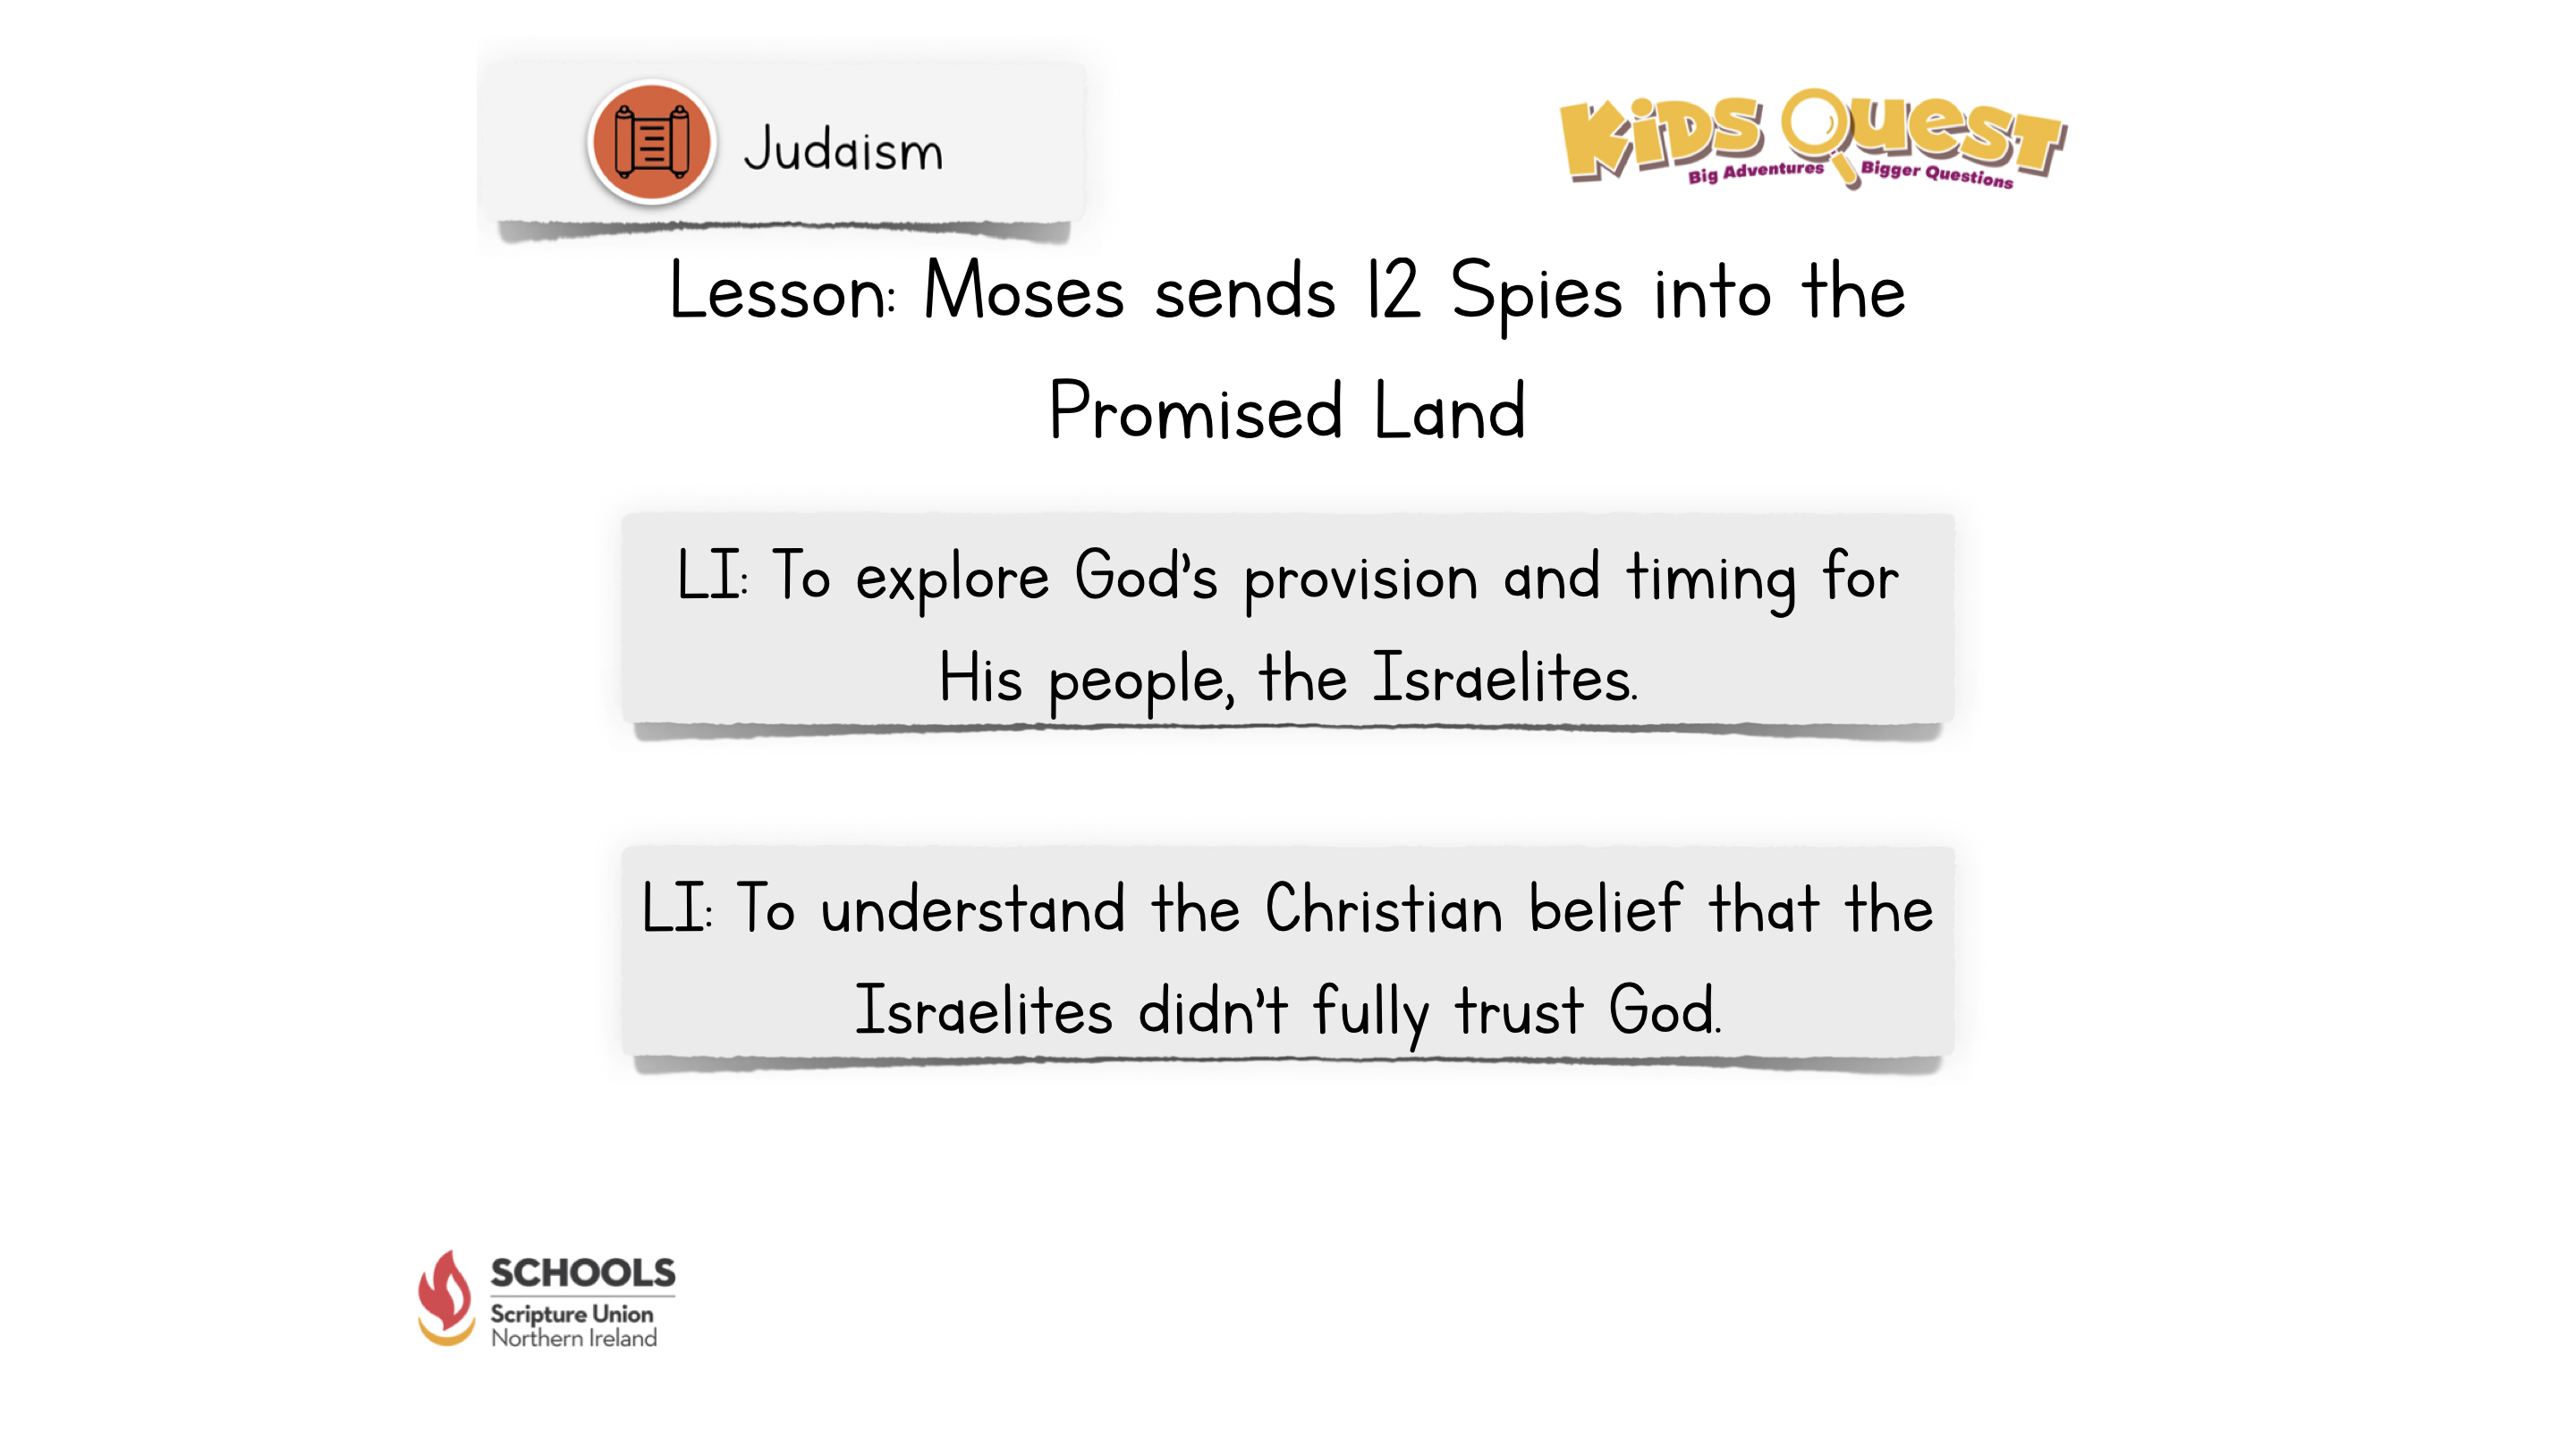 Judaism
KiDS QUeST
Big Adventures Bigger Questions
Lesson: Moses sends 12 Spies into the
Promised Land
LI: To explore God's provision and timing for
His people, the Israelites.
LI: To understand the Christian belief that the
Israelites didn't fully trust God.
SCHOOLS
Scripture Union
Northern Ireland